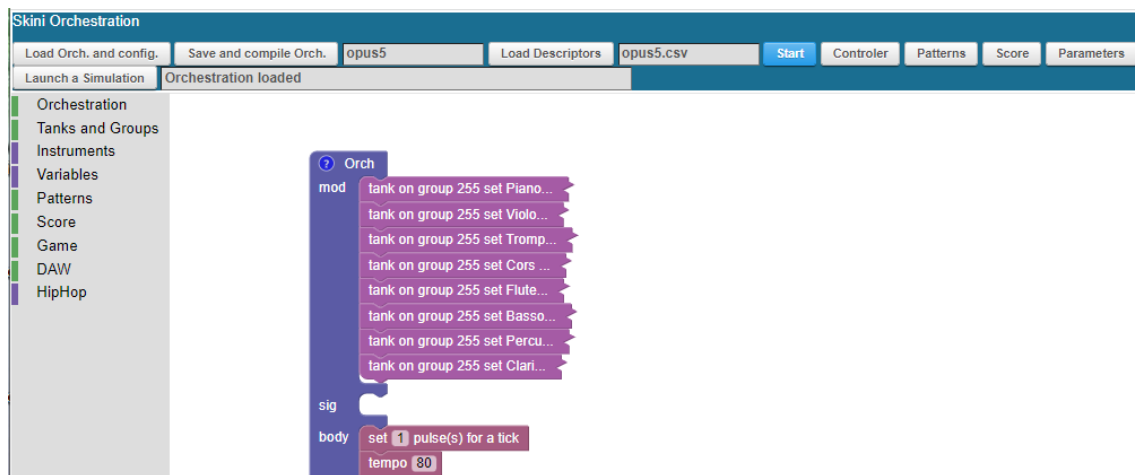 Skini Orchestration
Load Orch. and config. Save and compile Orch. opus5 Load Descriptors opus5.csv Start Controler Patterns Score Parameters
Launch a Simulation Orchestration loaded
Orchestration
Tanks and Groups
Instruments
Variables
Patterns
Score
Game
DAW
HipHop
? Orch
mod tank on group 255 set Piano...
tank on group 255 set Violo...
tank on group 255 set Tromp...
tank on group 255 set Cors ...
tank on group 255 set Flute...
tank on group 255 set Basso...
tank on group 255 set Percu...
tank on group 255 set Clari...
sig
body set 1 pulse(s) for a tick
tempo 80